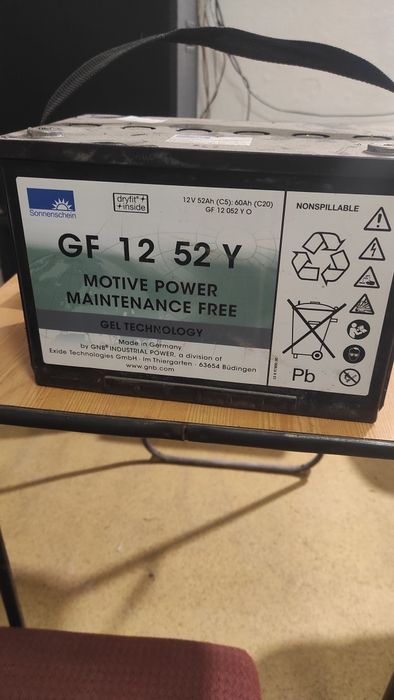 Sonnenschein
dryfit®
inside
12V 52Ah (C5); 60Ah (C20)
GF 12 052 Y O
GF 12 52 Y
MOTIVE POWER
MAINTENANCE FREE
GEL TECHNOLOGY
Made in Germany
by GNB® INDUSTRIAL POWER, a division of
Exide Technologies GmbH · Im Thiergarten · 63654 Büdingen
www.gnb.com
NONSPILLABLE
Pb